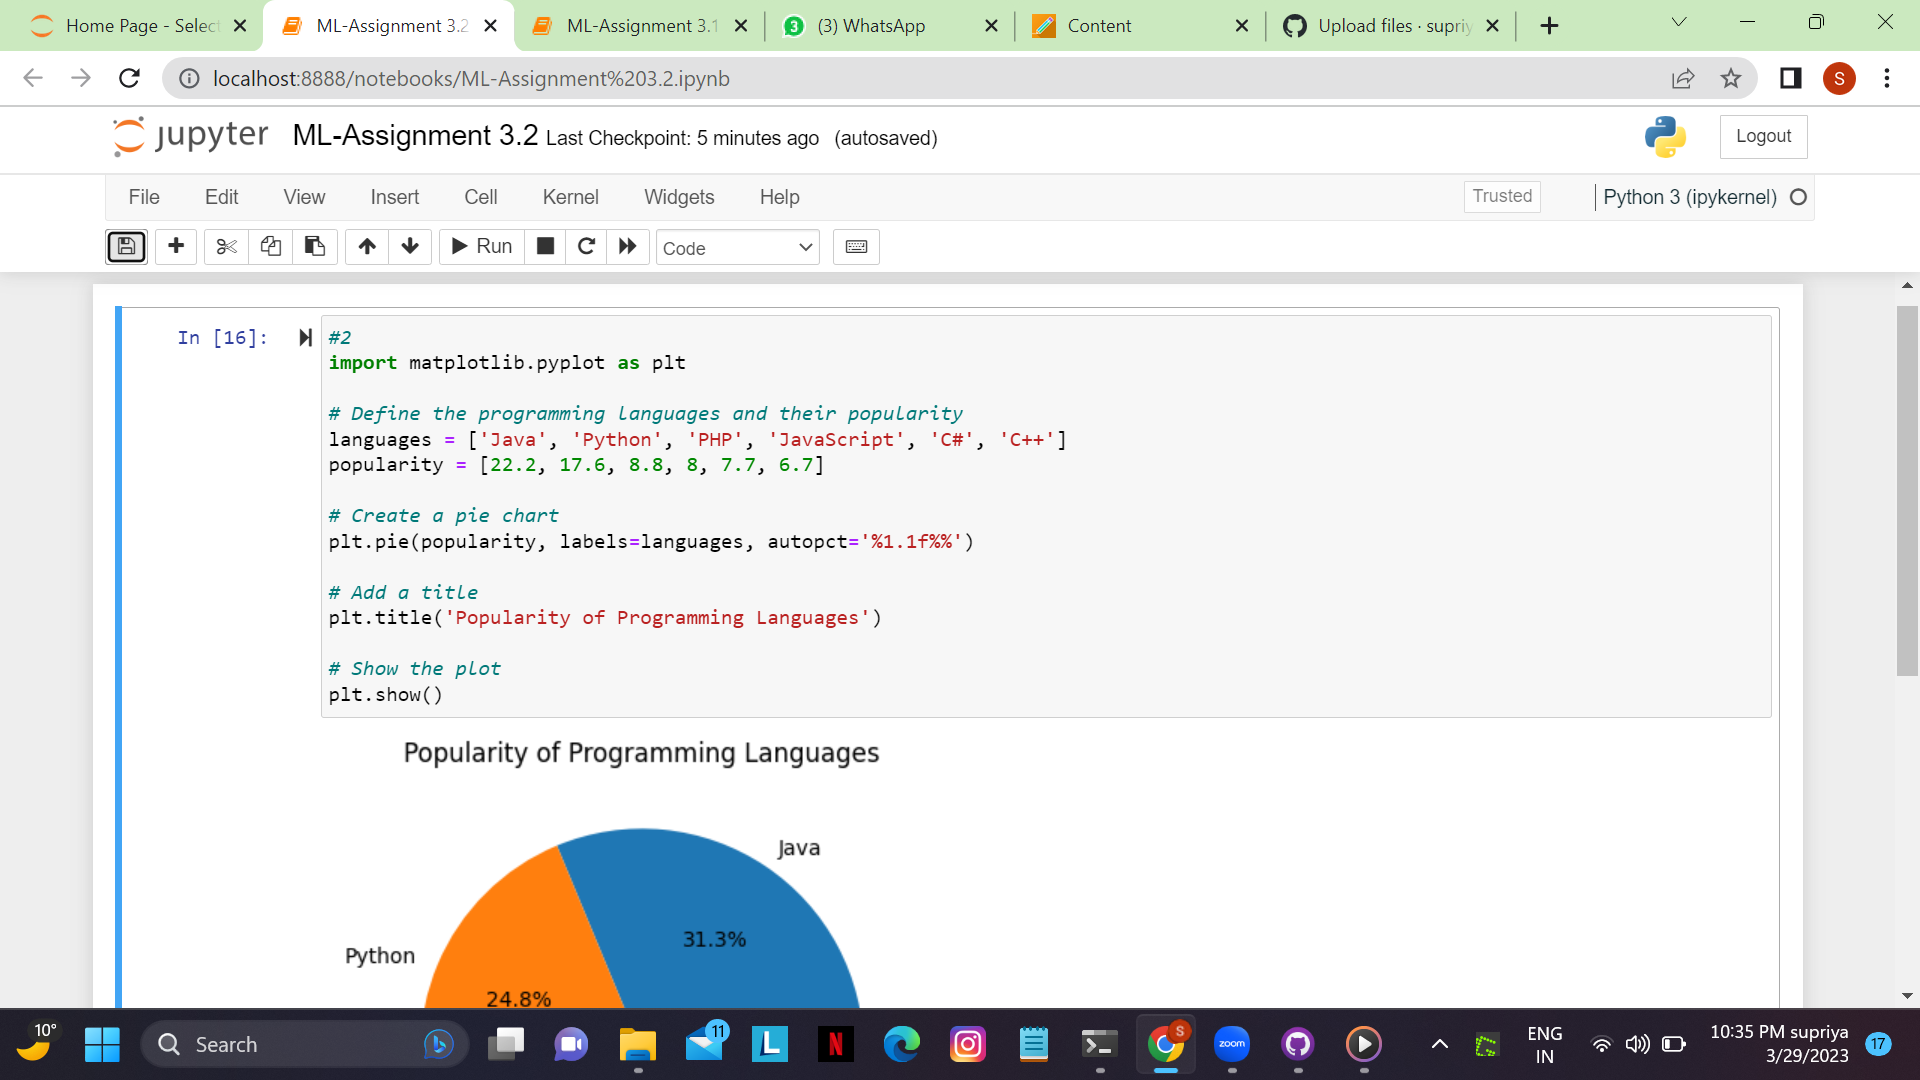 Home Page - Select
ML-Assignment 3.2
ML-Assignment 3.1
3
(3) WhatsApp
Content
Upload files · supriy
localhost:8888/notebooks/ML-Assignment%203.2.ipynb
S
jupyter ML-Assignment 3.2 Last Checkpoint: 5 minutes ago (autosaved)
Logout
File Edit View Insert Cell Kernel Widgets Help
Trusted
Python 3 (ipykernel)
Run
Code
In [16]:
#2
import matplotlib.pyplot as plt
# Define the programming languages and their popularity
languages = ['Java', 'Python', 'PHP', 'JavaScript', 'C#', 'C++']
popularity = [22.2, 17.6, 8.8, 8, 7.7, 6.7]
# Create a pie chart
plt.pie(popularity, labels=languages, autopct='%1.1f%%')
# Add a title
plt.title('Popularity of Programming Languages')
# Show the plot
plt.show()
Popularity of Programming Languages
Java
31.3%
Python
24.8%
10°
Search
11
L
N
S
zoom
ENG
IN
10:35 PM supriya
3/29/2023
17